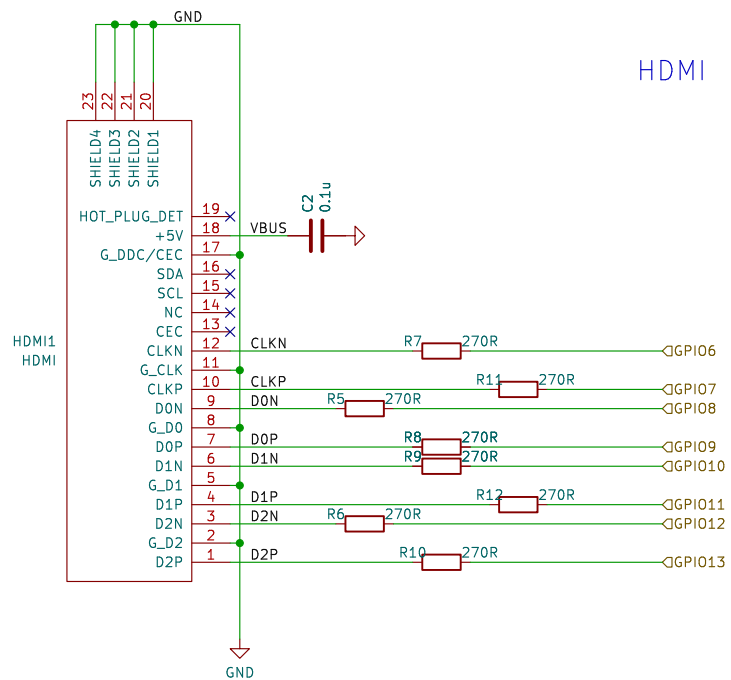 GND
HDMI
23
22
21
20
SHIELD4
SHIELD3
SHIELD2
SHIELD1
C2
0.1u
HOT_PLUG_DET 19
+5V 18 VBUS
G_DDC/CEC 17
SDA 16
SCL 15
NC 14
CEC 13
HDMI1
HDMI
CLKN 12 CLKN R7 270R GPIO6
G_CLK 11
CLKP 10 CLKP R11 270R GPIO7
D0N 9 D0N R5 270R GPIO8
G_D0 8
D0P 7 D0P R8 270R GPIO9
D1N 6 D1N R9 270R GPIO10
G_D1 5
D1P 4 D1P R12 270R GPIO11
D2N 3 D2N R6 270R GPIO12
G_D2 2
D2P 1 D2P R10 270R GPIO13
GND